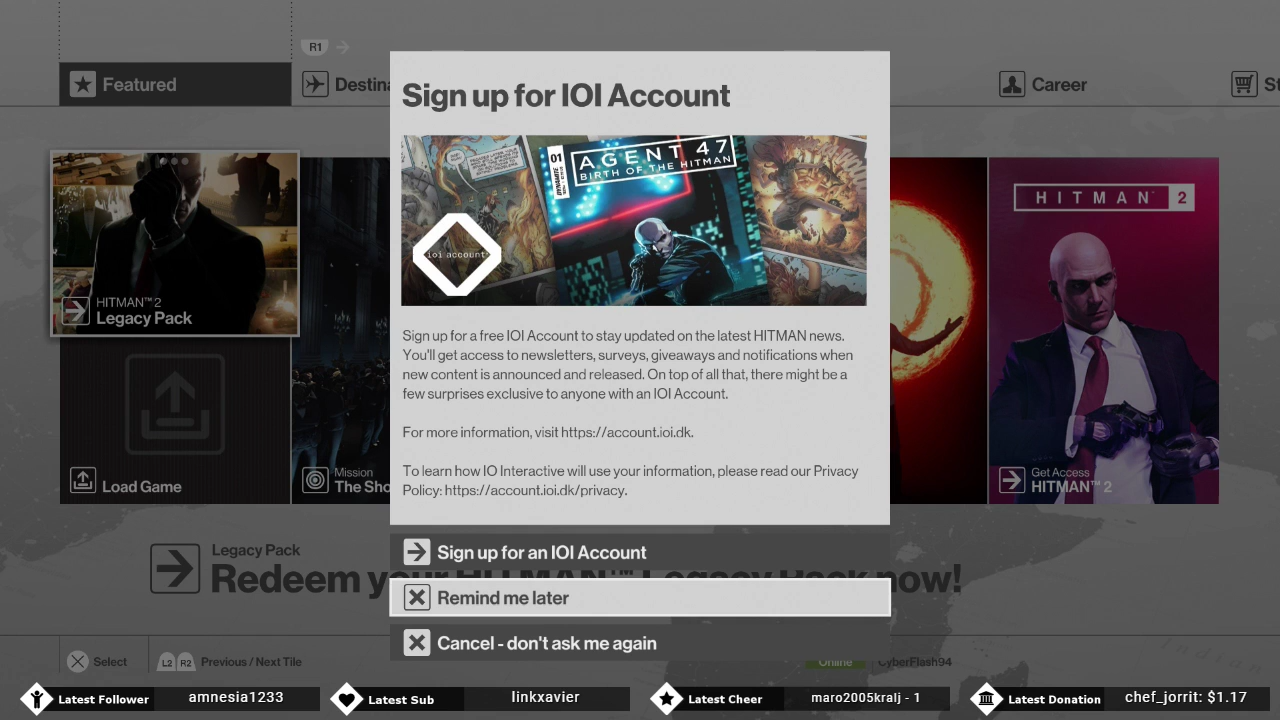 R1
Featured
Destina
Career
St
Sign up for IOI Account
01
AGENT 47
BIRTH OF THE HITMAN
ioi account
HITMAN™ 2
Legacy Pack
HITMAN 2
Load Game
Mission
The Sho
Get Access
HITMAN™ 2
Sign up for a free IOI Account to stay updated on the latest HITMAN news.
You'll get access to newsletters, surveys, giveaways and notifications when
new content is announced and released. On top of all that, there might be a
few surprises exclusive to anyone with an IOI Account.
For more information, visit https://account.ioi.dk.
To learn how IO Interactive will use your information, please read our Privacy
Policy: https://account.ioi.dk/privacy.
Sign up for an IOI Account
Legacy Pack
Redeem your HITMAN™ Legacy Pack now!
Remind me later
Cancel - don't ask me again
Select
L2 R2 Previous / Next Tile
Online
CyberFlash94
Latest Follower amnesia1233
Latest Sub linkxavier
Latest Cheer maro2005kralj - 1
Latest Donation chef_jorrit: $1.17